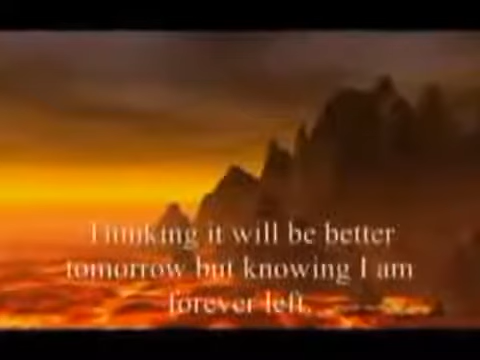 Thinking it will be better
tomorrow but knowing I am
forever left.